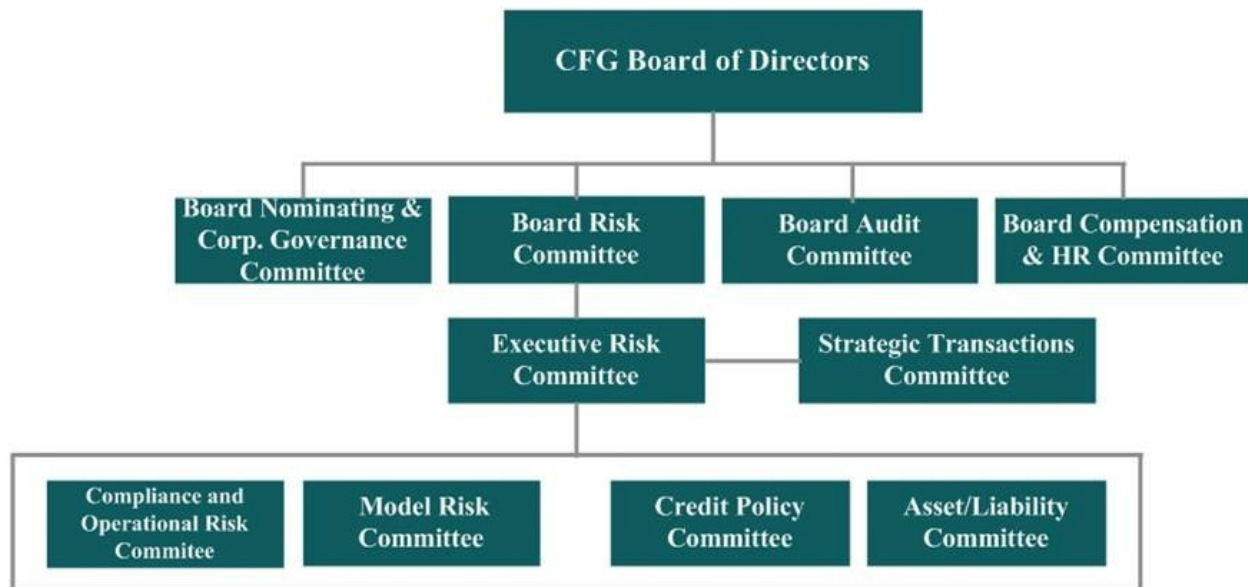 CFG Board of Directors
Board Nominating &
Corp. Governance
Committee
Board Risk
Committee
Board Audit
Committee
Board Compensation
& HR Committee
Executive Risk
Committee
Strategic Transactions
Committee
Compliance and
Operational Risk
Commitee
Model Risk
Committee
Credit Policy
Committee
Asset/Liability
Committee